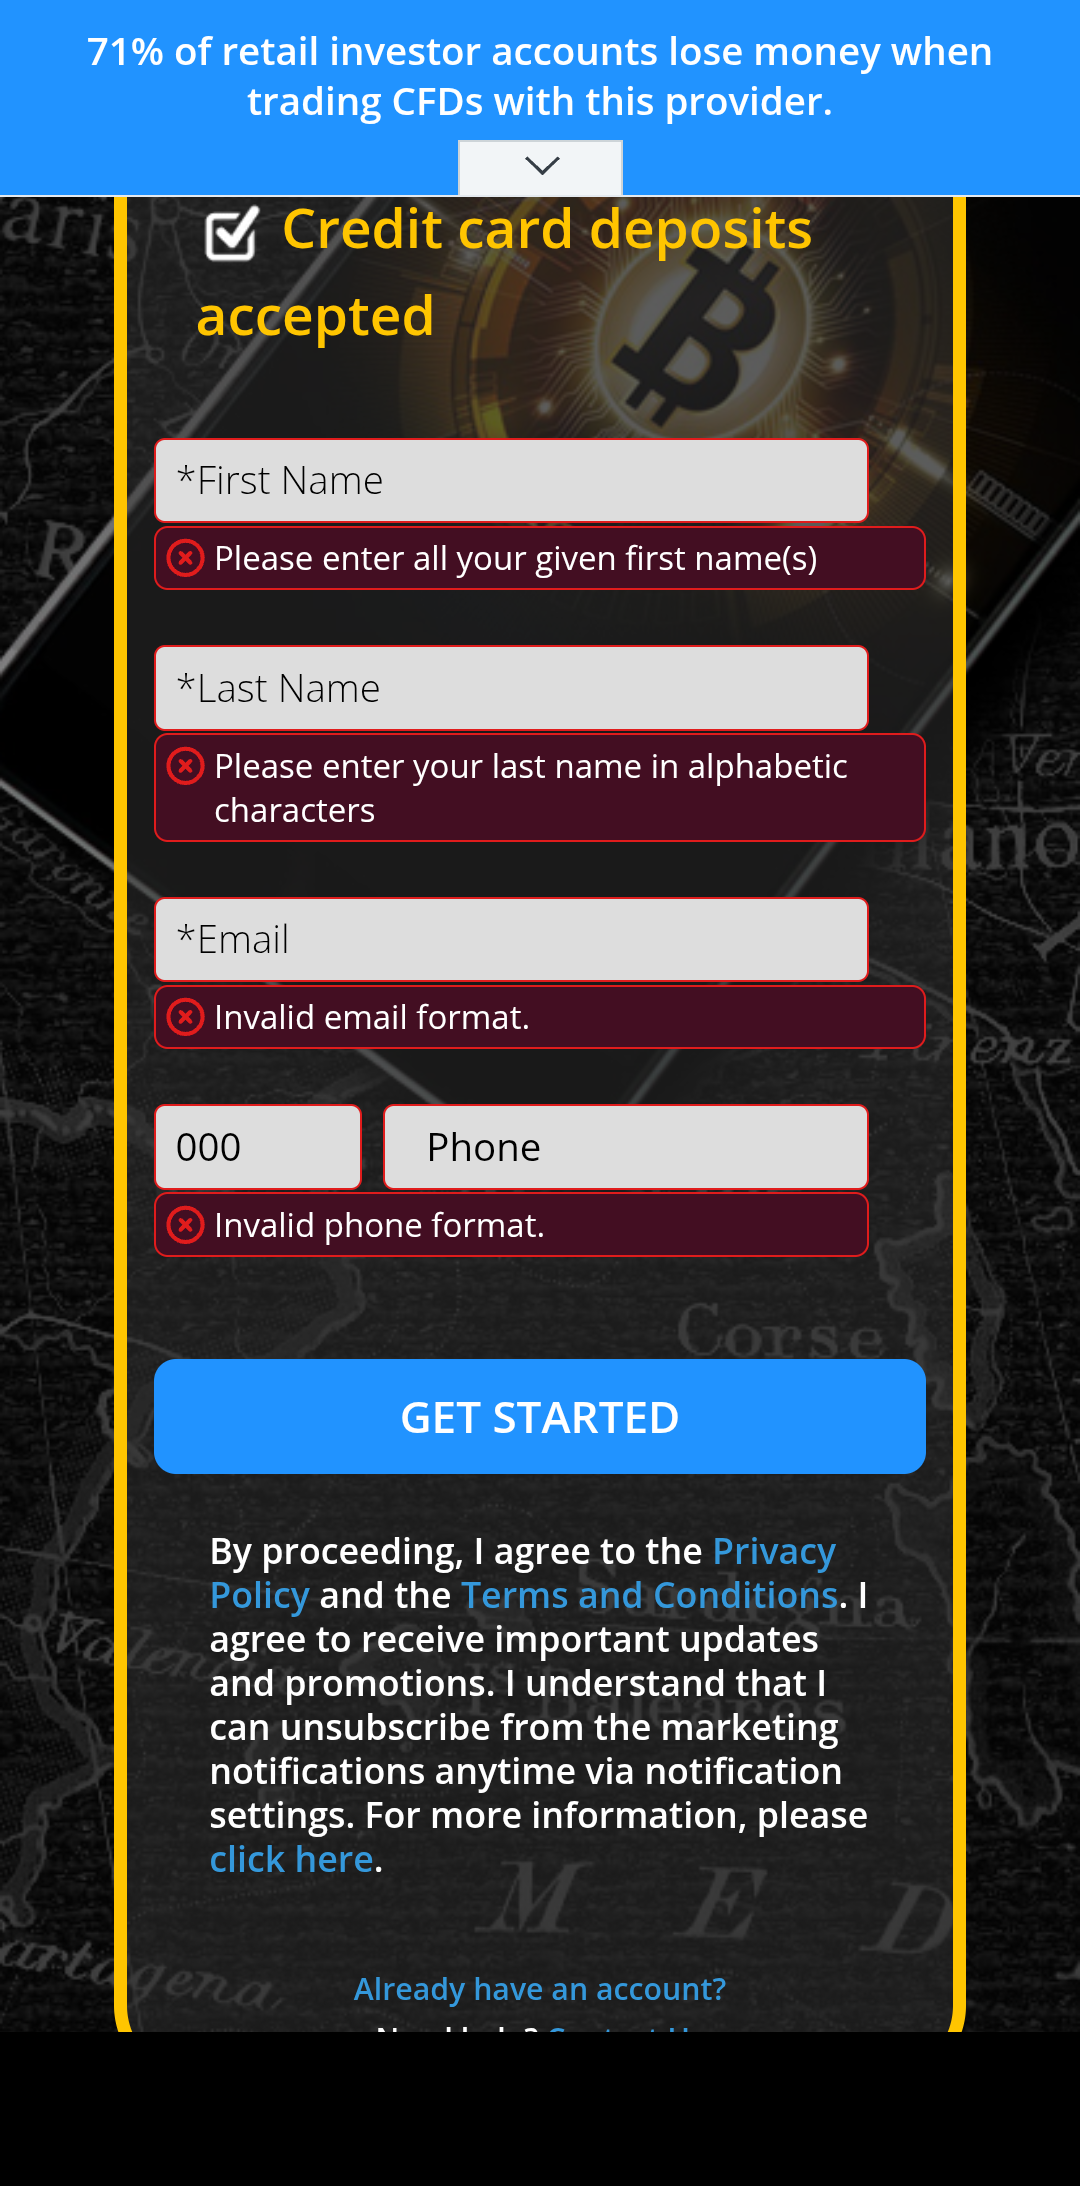 71% of retail investor accounts lose money when
trading CFDs with this provider.
Credit card deposits
accepted
*First Name
Please enter all your given first name(s)
*Last Name
Please enter your last name in alphabetic
characters
*Email
Invalid email format.
000 Phone
Invalid phone format.
Corse
GET STARTED
By proceeding, I agree to the Privacy
Policy and the Terms and Conditions. I
agree to receive important updates
and promotions. I understand that I
can unsubscribe from the marketing
notifications anytime via notification
settings. For more information, please
click here.
M E D
Already have an account?